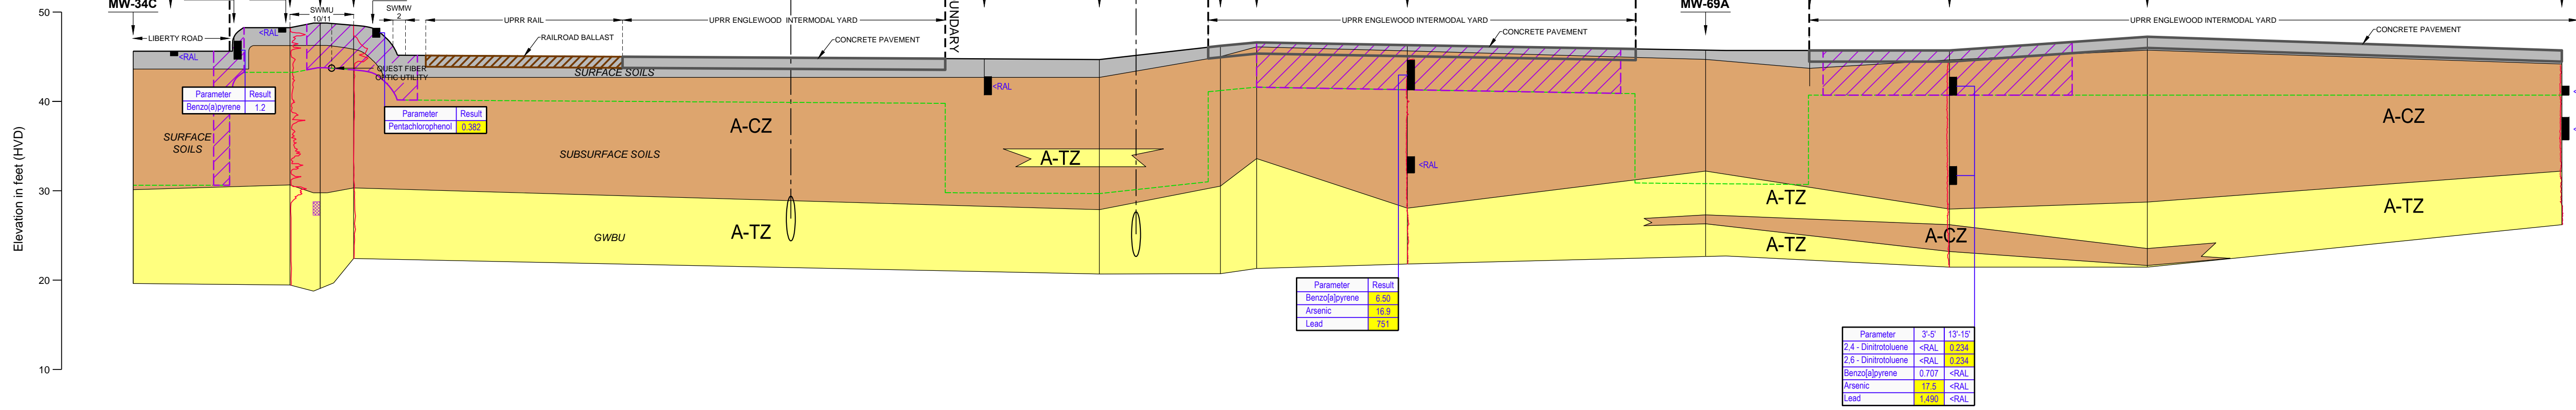 50
40
30
20
10
Elevation in feet (HVD)
MW-34C
LIBERTY ROAD
<RAL
<RAL
SWMU
10/11
SWMW
2
UPRR RAIL
UPRR ENGLEWOOD INTERMODAL YARD
UNDARY
UPRR ENGLEWOOD INTERMODAL YARD
MW-69A
UPRR ENGLEWOOD INTERMODAL YARD
RAILROAD BALLAST
CONCRETE PAVEMENT
CONCRETE PAVEMENT
CONCRETE PAVEMENT
QUEST FIBER
OPTIC UTILITY
SURFACE SOILS
<RAL
Parameter Result
Benzo(a)pyrene 1.2
Parameter Result
Pentachlorophenol 0.382
SURFACE
SOILS
SUBSURFACE SOILS
A-CZ
A-TZ
A-CZ
<RAL
A-TZ
A-TZ
GWBU
A-TZ
A-CZ
A-TZ
Parameter Result
Benzo[a]pyrene 6.50
Arsenic 16.9
Lead 751
Parameter 3'-5' 13'-15'
2,4 - Dinitrotoluene <RAL 0.234
2,6 - Dinitrotoluene <RAL 0.234
Benzo[a]pyrene 0.707 <RAL
Arsenic 17.5 <RAL
Lead 1,490 <RAL